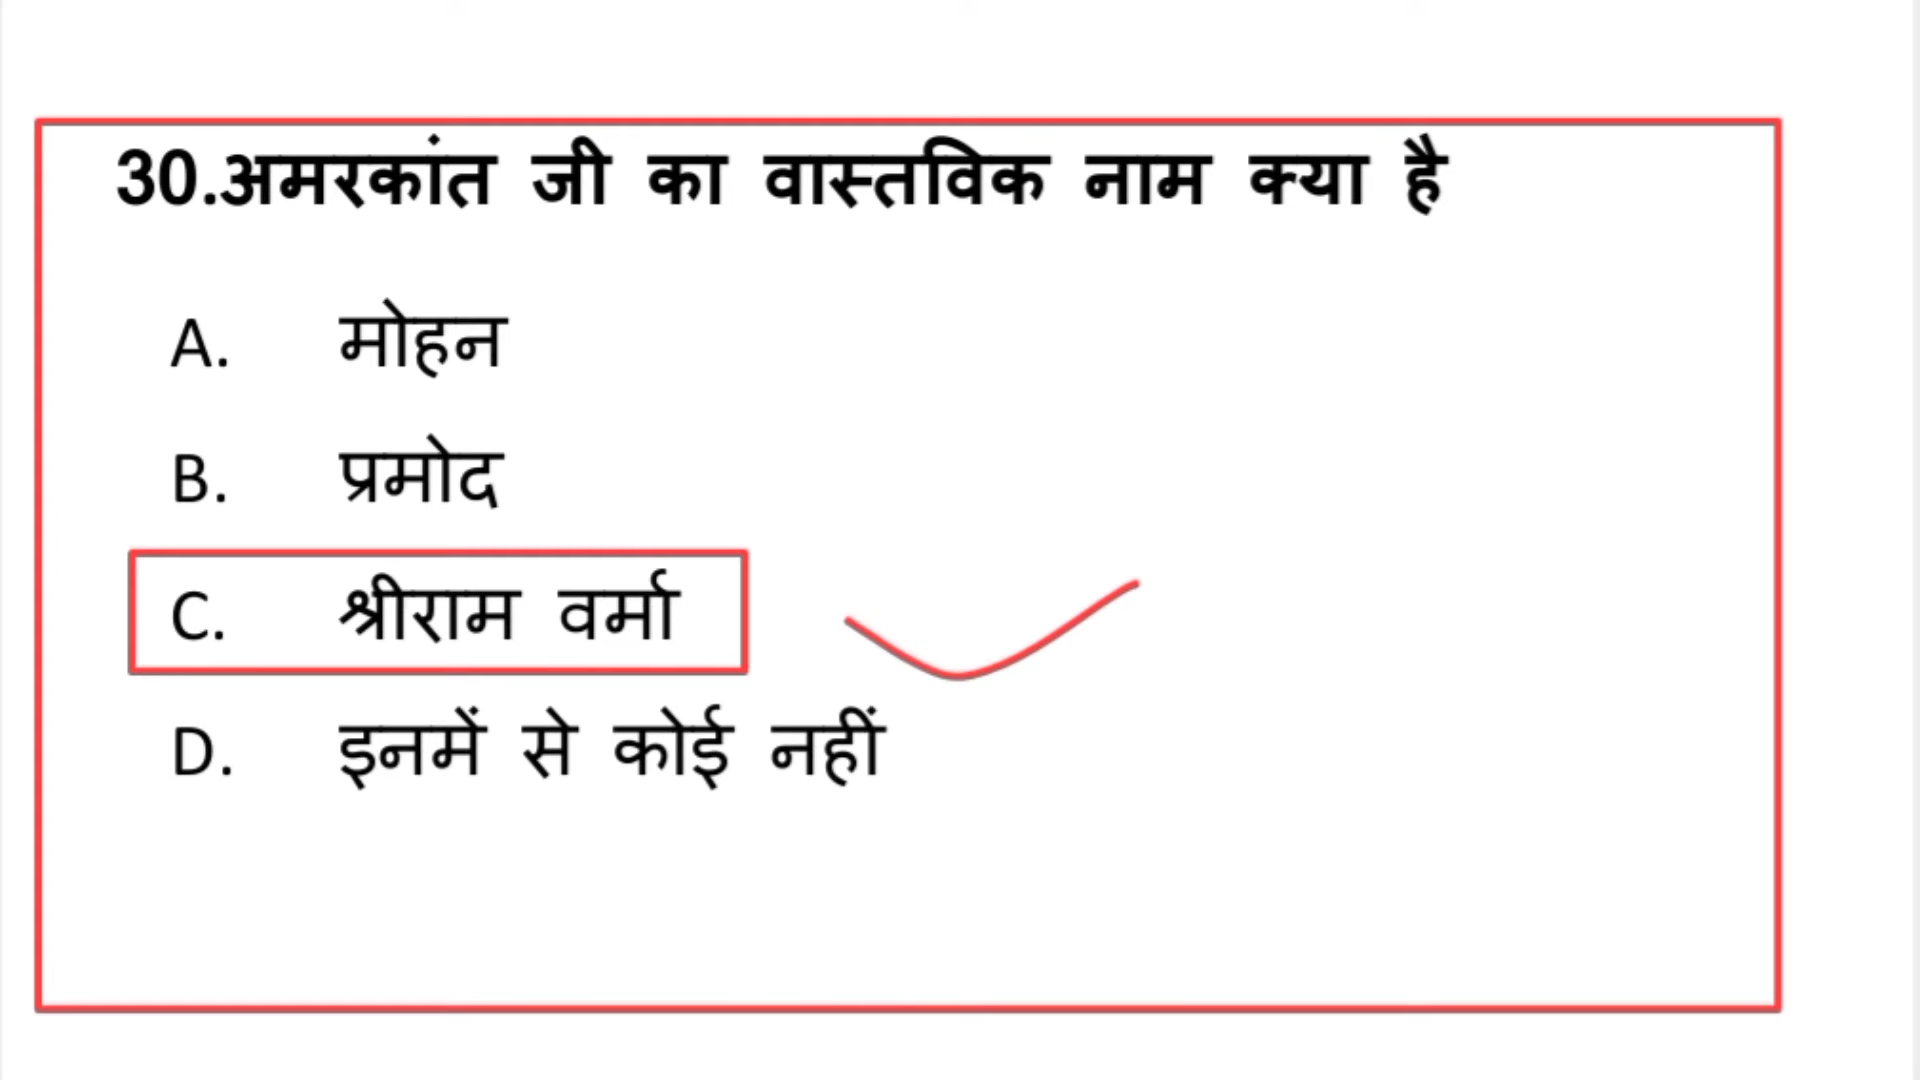 30.अमरकांत जी का वास्तविक नाम क्या है
A. मोहन
B. प्रमोद
C. श्रीराम वर्मा
D. इनमें से कोई नहीं